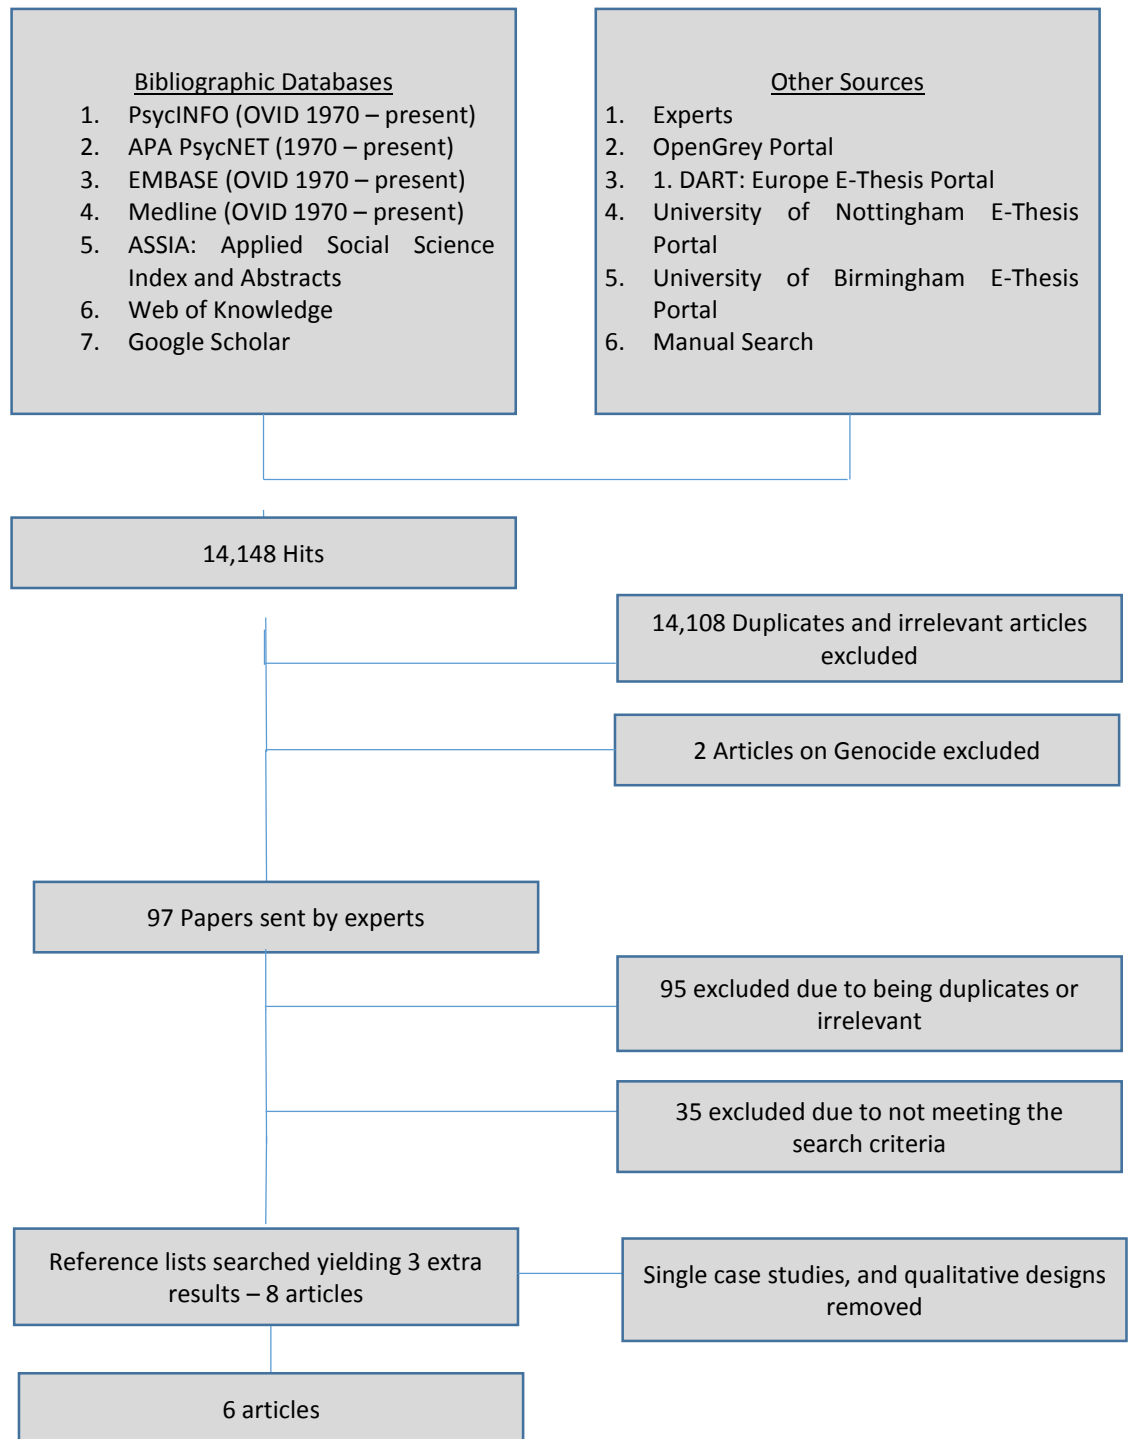 Bibliographic Databases
1. PsycINFO (OVID 1970 – present)
2. APA PsycNET (1970 – present)
3. EMBASE (OVID 1970 – present)
4. Medline (OVID 1970 – present)
5. ASSIA: Applied Social Science
Index and Abstracts
6. Web of Knowledge
7. Google Scholar
Other Sources
1. Experts
2. OpenGrey Portal
3. 1. DART: Europe E-Thesis Portal
4. University of Nottingham E-Thesis
Portal
5. University of Birmingham E-Thesis
Portal
6. Manual Search
14,148 Hits
14,108 Duplicates and irrelevant articles
excluded
2 Articles on Genocide excluded
97 Papers sent by experts
95 excluded due to being duplicates or
irrelevant
35 excluded due to not meeting the
search criteria
Reference lists searched yielding 3 extra
results – 8 articles
Single case studies, and qualitative designs
removed
6 articles